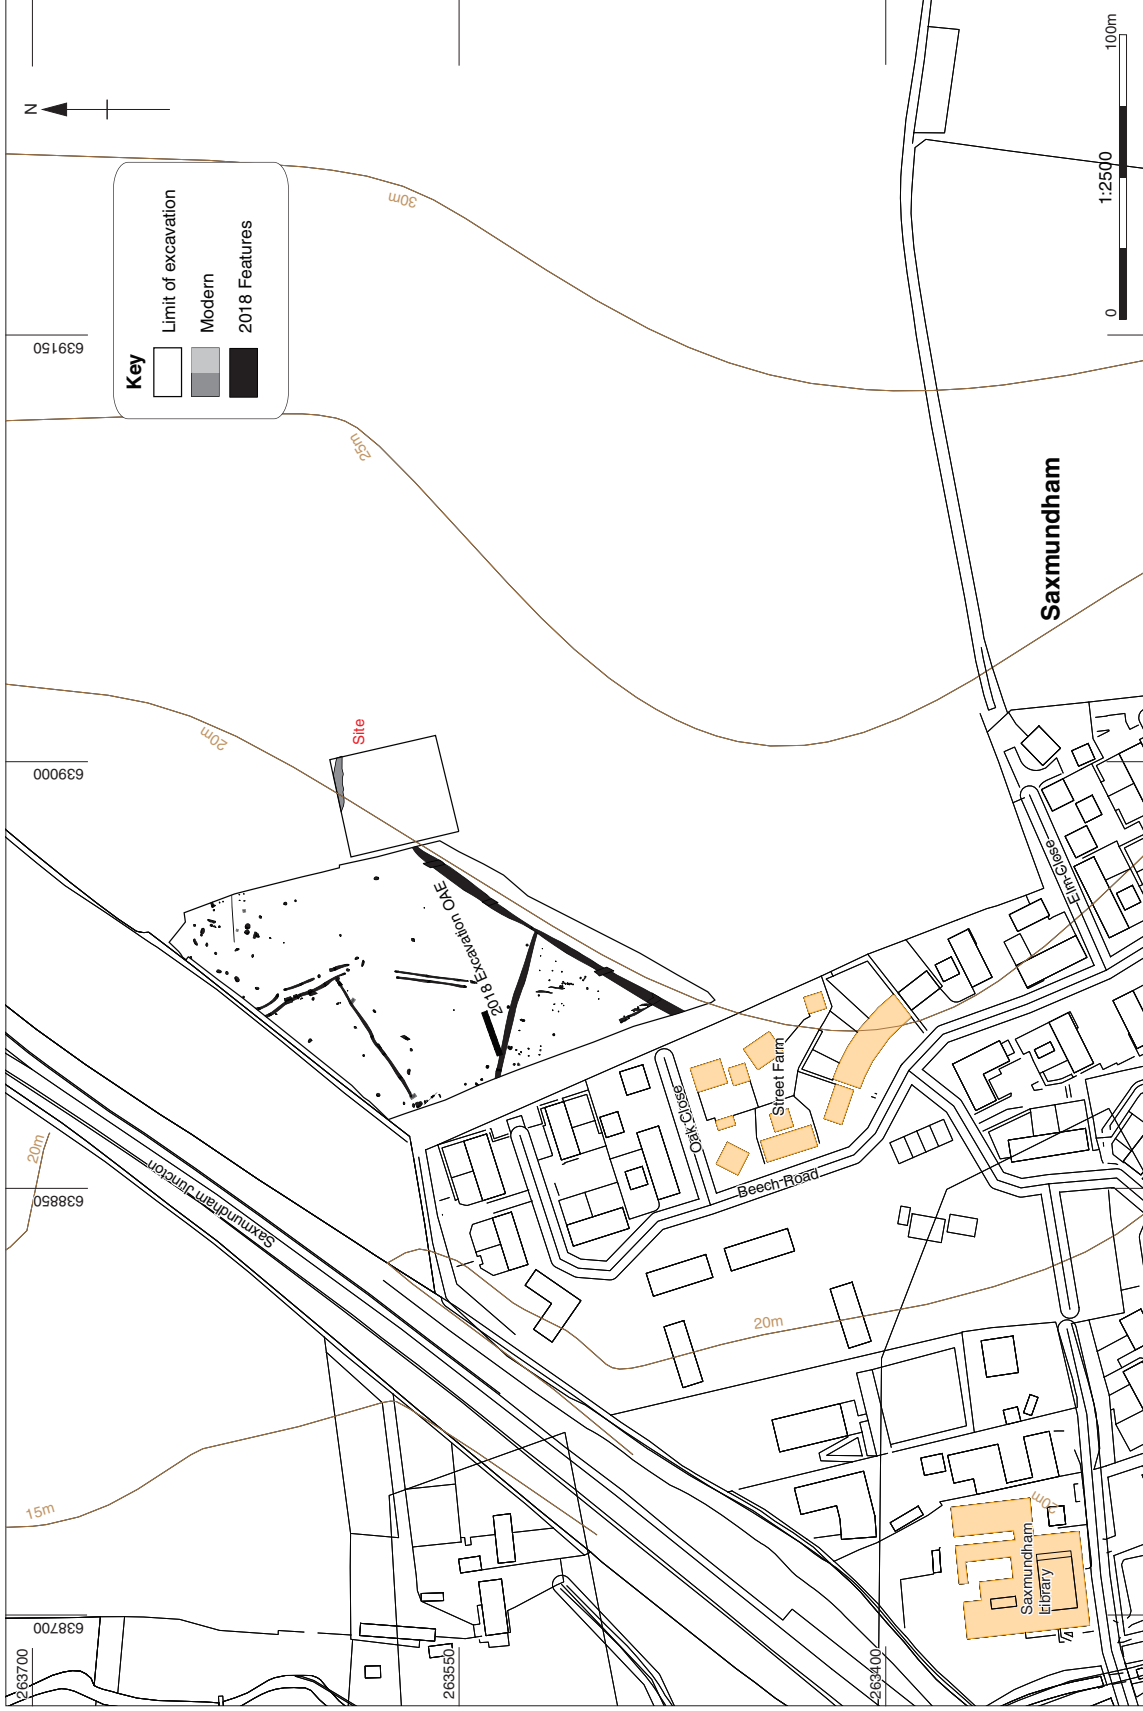 N
Key
Limit of excavation
Modern
2018 Features
30m
25m
20m
Site
2018 Excavation OAE
639150
639000
638850
638700
20m
Saxmundham Junction
15m
263700
263550
263400
Oak Close
Street Farm
Beech Road
20m
Elm Close
Saxmundham
Saxmundham
Library
20m
0
1:2500
100m